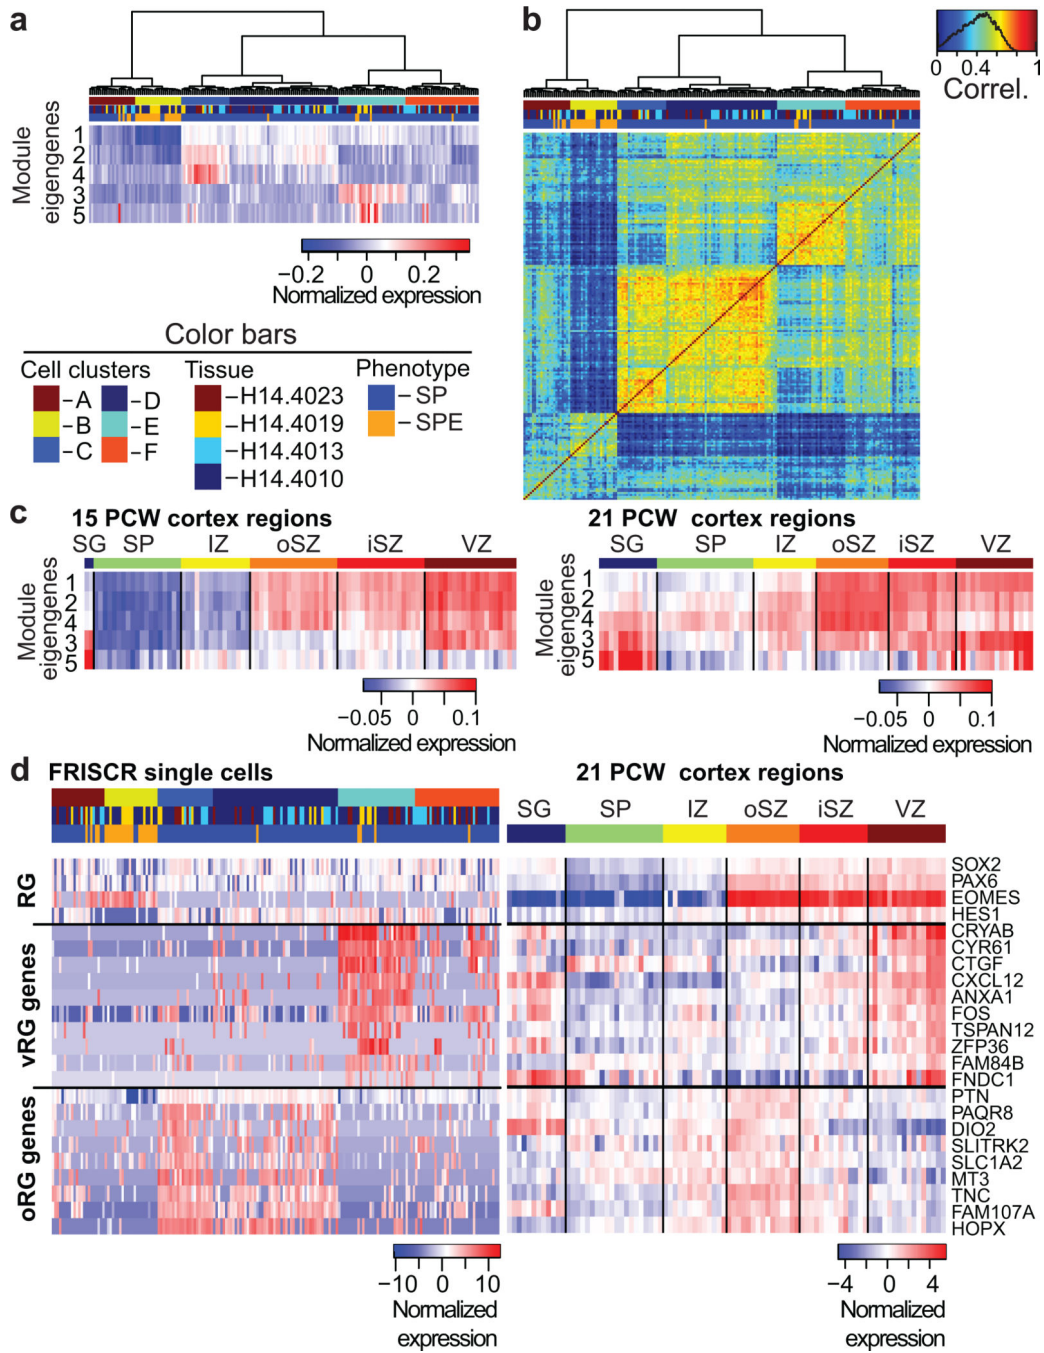 a
Module
eigengenes
1
2
4
3
5
−0.2 0 0.2
Normalized expression
b
0 0.4 1
Correl.
Color bars
Cell clusters
-A
-B
-C
-D
-E
-F
Tissue
-H14.4023
-H14.4019
-H14.4013
-H14.4010
Phenotype
-SP
-SPE
c
15 PCW cortex regions
SG SP IZ oSZ iSZ VZ
Module
eigengenes
1
2
4
3
5
−0.05 0 0.1
Normalized expression
21 PCW cortex regions
SG SP IZ oSZ iSZ VZ
Module
eigengenes
1
2
4
3
5
−0.05 0 0.1
Normalized expression
d
FRISCR single cells
RG
vRG genes
oRG genes
−10 0 10
Normalized
expression
21 PCW cortex regions
SG SP IZ oSZ iSZ VZ
SOX2
PAX6
EOMES
HES1
CRYAB
CYR61
CTGF
CXCL12
ANXA1
FOS
TSPAN12
ZFP36
FAM84B
FNDC1
PTN
PAQR8
DIO2
SLITRK2
SLC1A2
MT3
TNC
FAM107A
HOPX
−4 0 4
Normalized
expression